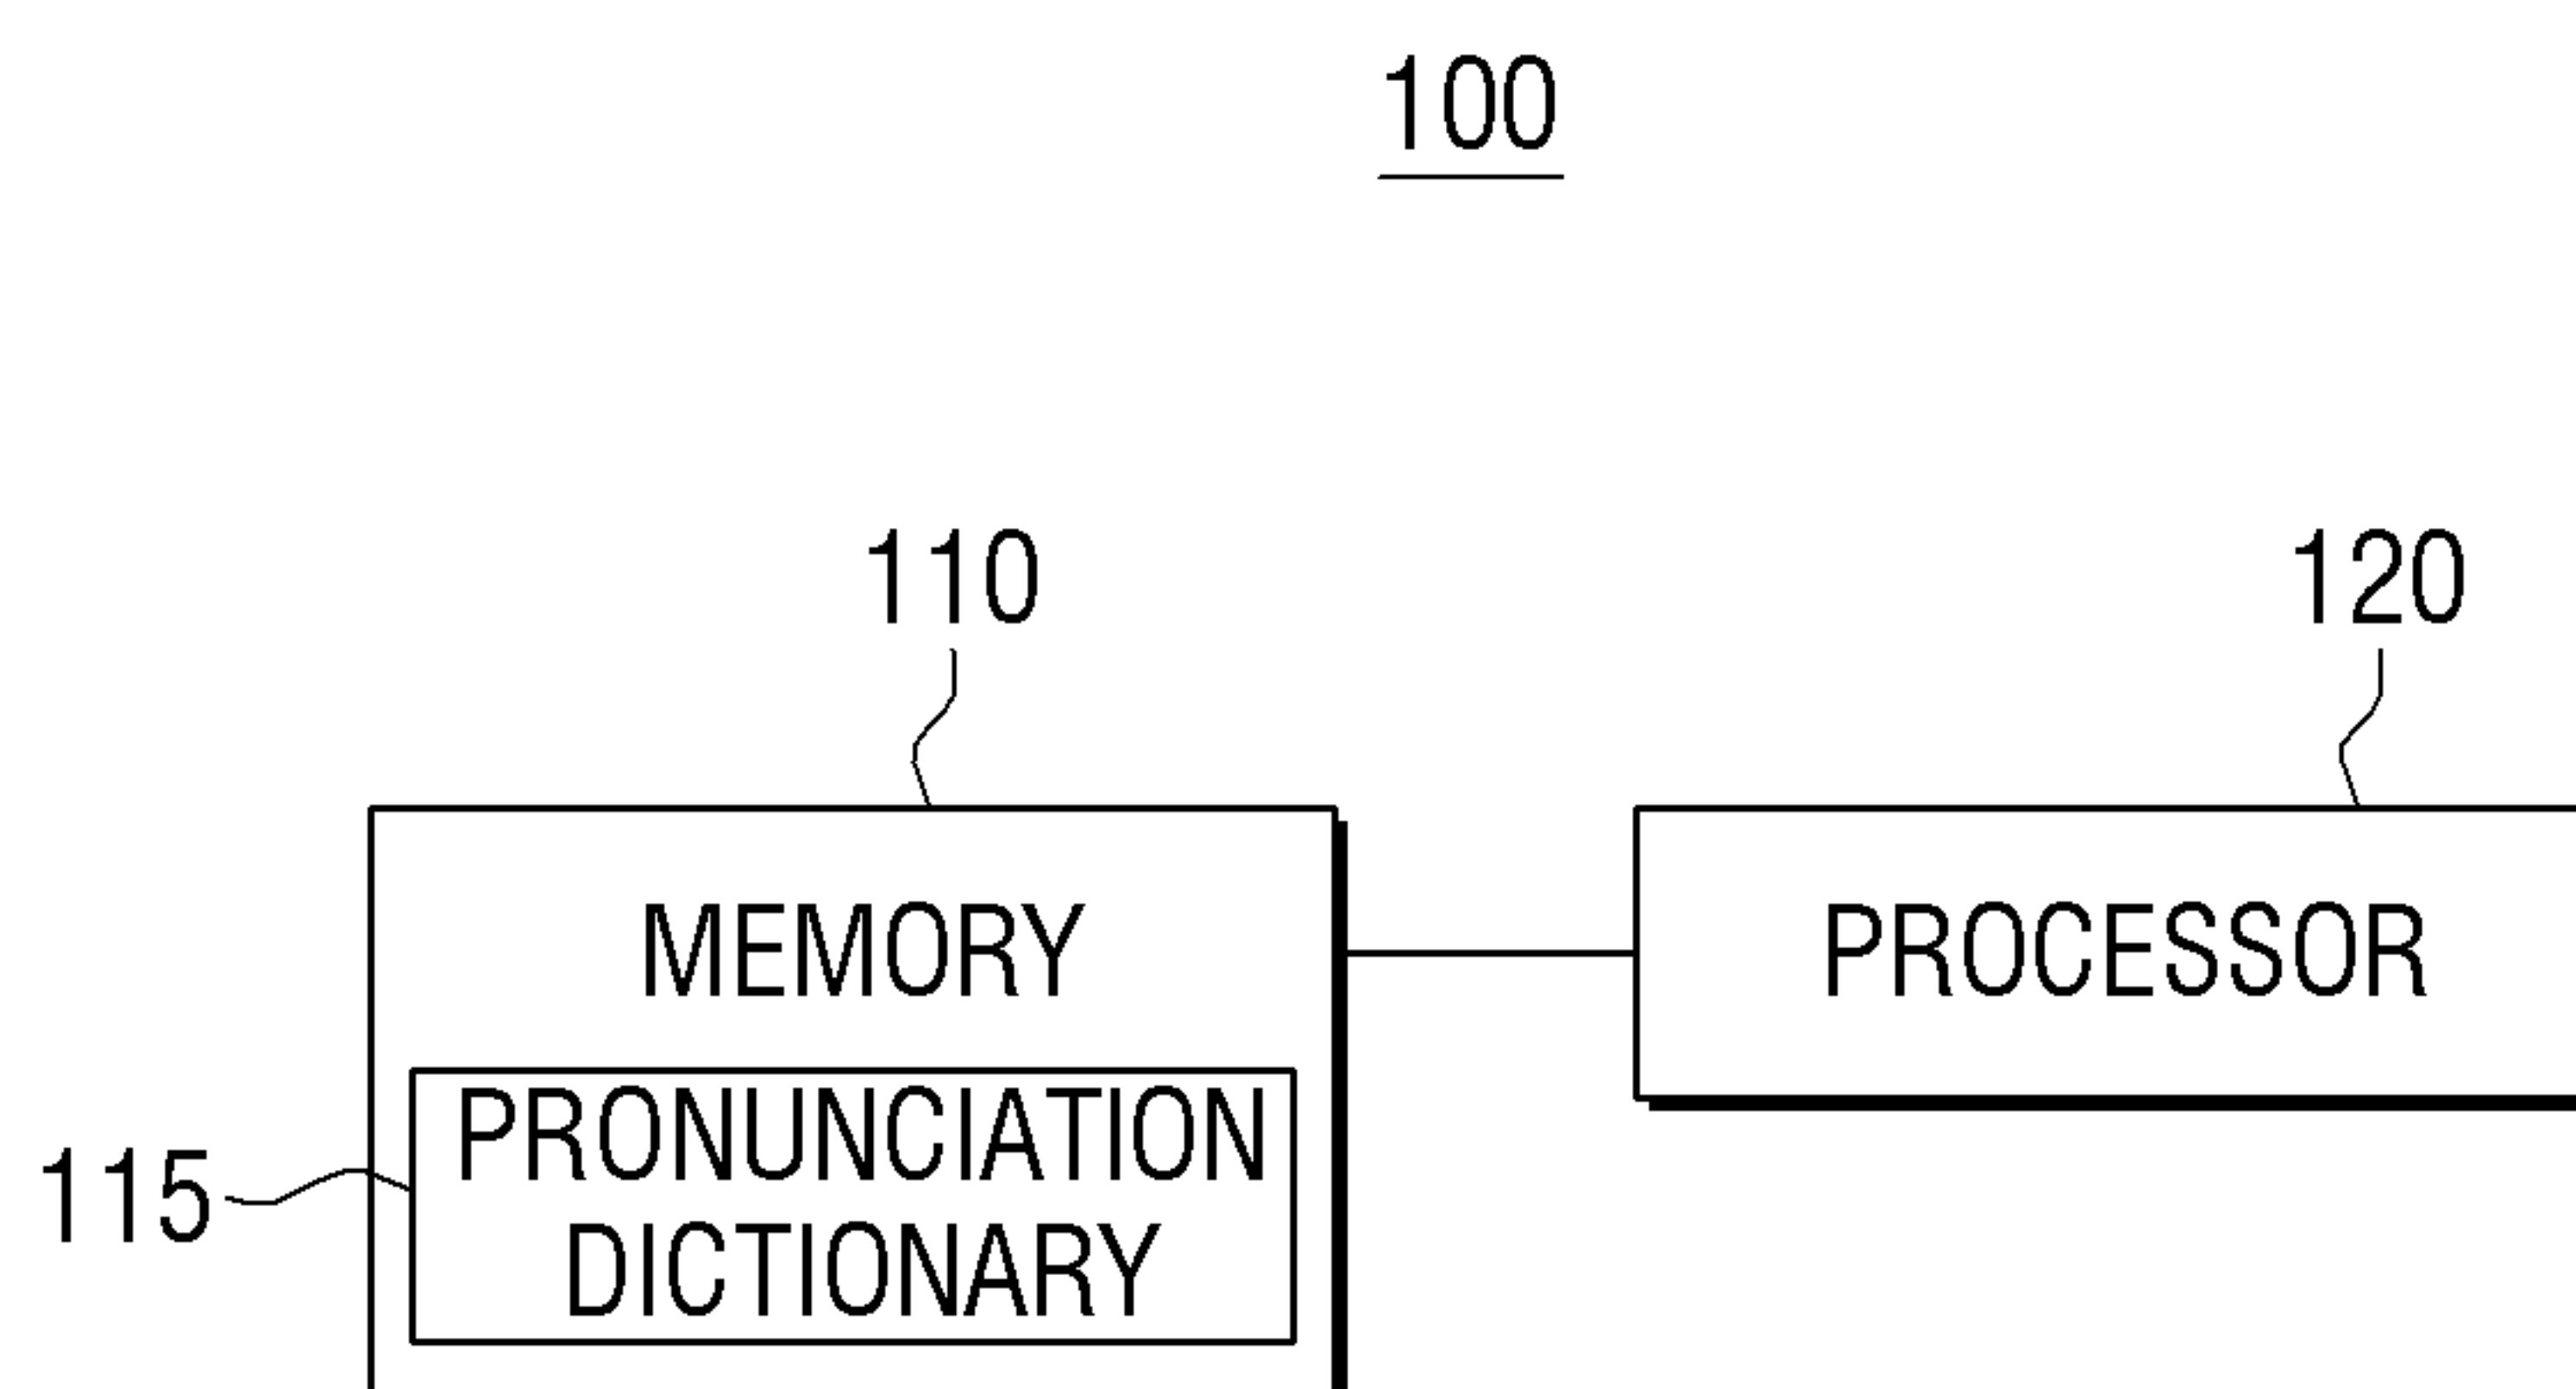 100
110
120
MEMORY
PROCESSOR
PRONUNCIATION
DICTIONARY
115